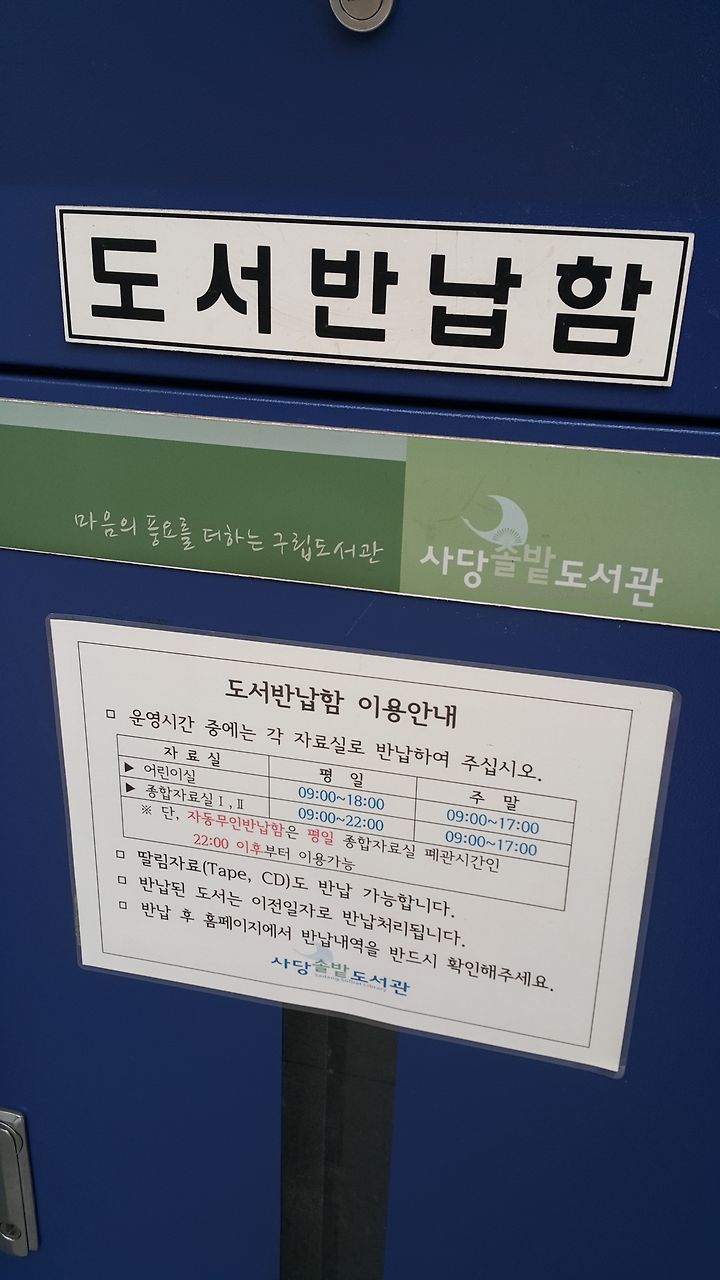 도서반납함
마음의 풍요를 더하는 구립도서관
사당솔밭도서관
도서반납함 이용안내
□ 운영시간 중에는 각 자료실로 반납하여 주십시오.
자 료 실 평 일 주 말
▶ 어린이실 09:00~18:00 09:00~17:00
▶ 종합자료실Ⅰ,Ⅱ 09:00~22:00 09:00~17:00
※ 단, 자동무인반납함은 평일 종합자료실 폐관시간인
22:00 이후부터 이용가능
□ 딸림자료(Tape, CD)도 반납 가능합니다.
□ 반납된 도서는 이전일자로 반납처리됩니다.
□ 반납 후 홈페이지에서 반납내역을 반드시 확인해주세요.
사당솔밭도서관
Sadang Solbat Library